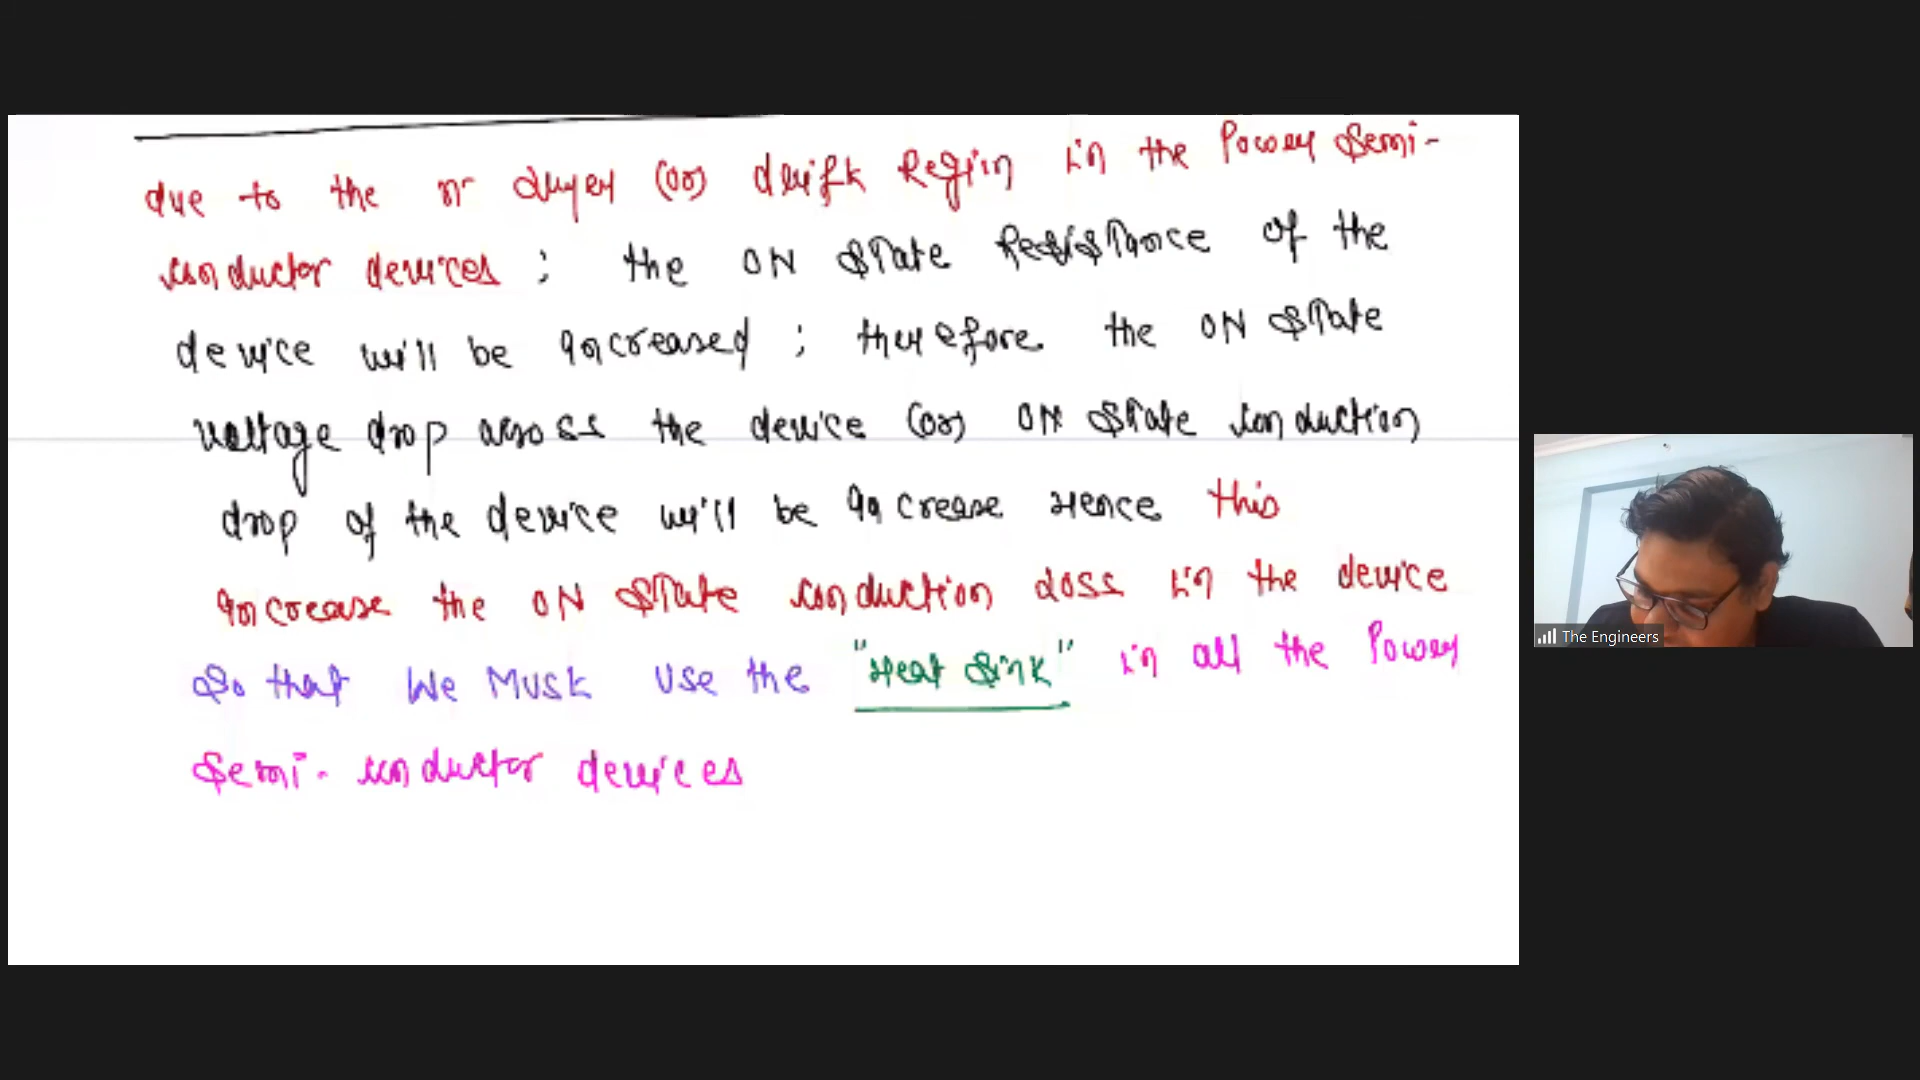 due to the n⁻ layer (or) drift Region in the Power Semi-
conductor devices ; the ON State Resistance of the
device will be increased ; therefore the ON State
voltage drop across the device (or) ON State conduction
drop of the device will be increase Hence this
increase the ON State conduction Loss in the device
So that We Must Use the "Heat Sink" in all the Power
Semi-conductor devices
The Engineers